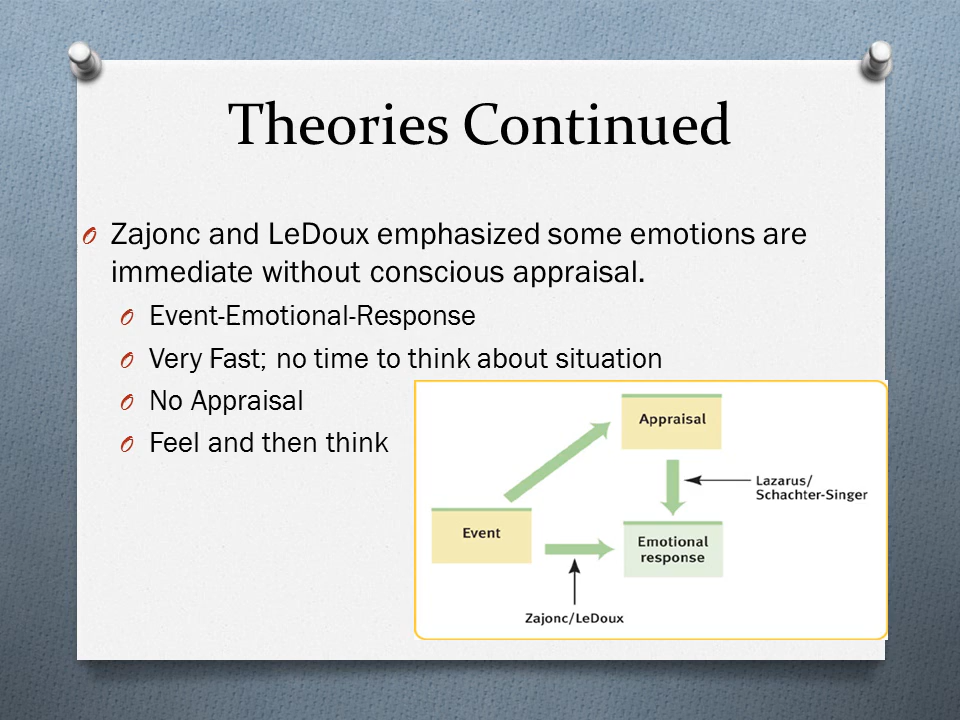 Theories Continued
Zajonc and LeDoux emphasized some emotions are
immediate without conscious appraisal.
Event-Emotional-Response
Very Fast; no time to think about situation
No Appraisal
Feel and then think
Appraisal
Lazarus/
Schachter-Singer
Event
Emotional
response
Zajonc/LeDoux